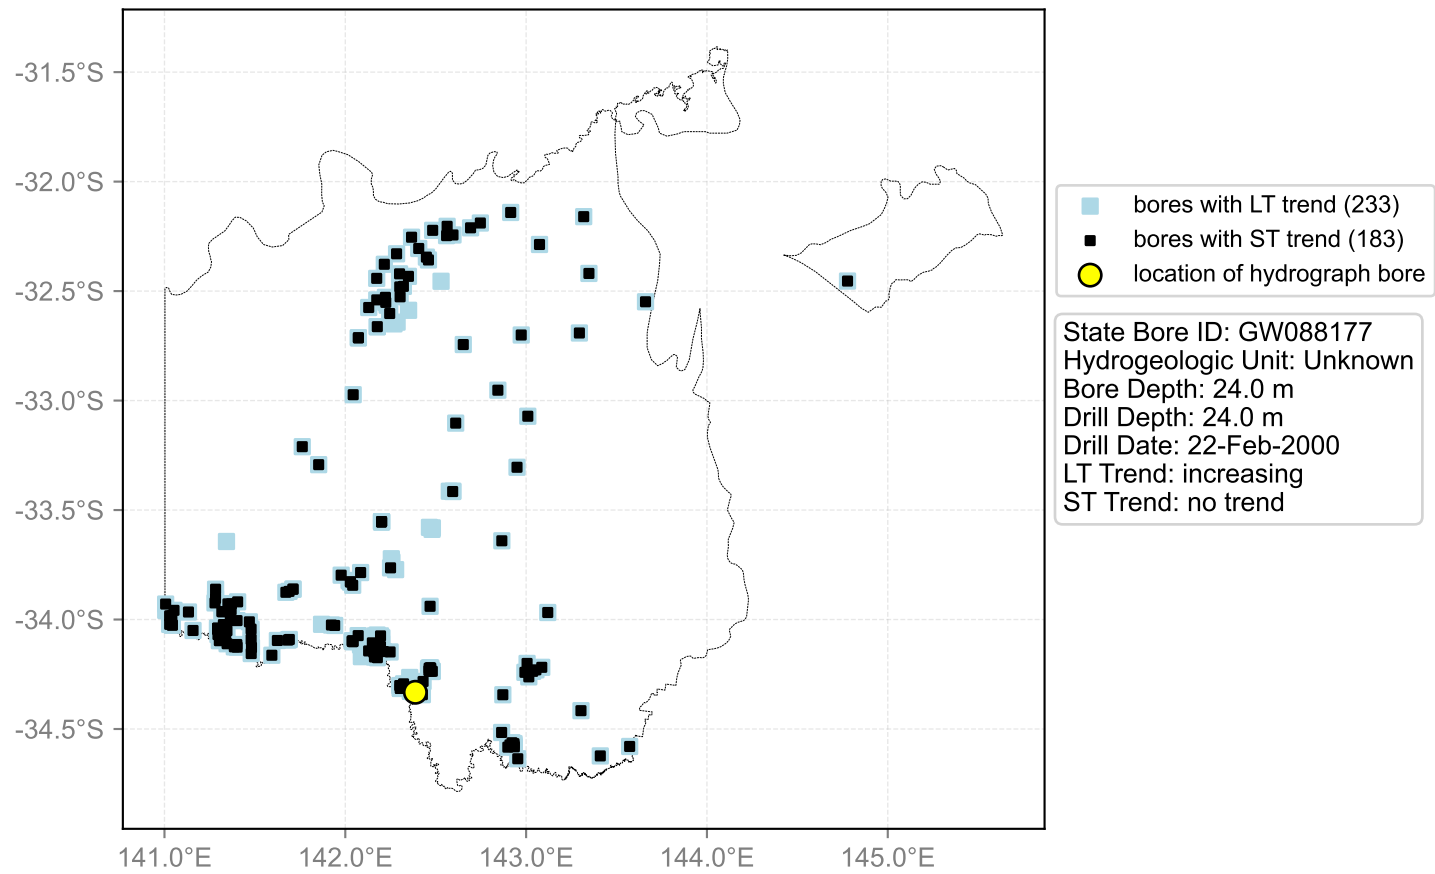 -31.5°S
-32.0°S
-32.5°S
-33.0°S
-33.5°S
-34.0°S
-34.5°S
141.0°E
142.0°E
143.0°E
144.0°E
145.0°E
bores with LT trend (233)
bores with ST trend (183)
location of hydrograph bore
State Bore ID: GW088177
Hydrogeologic Unit: Unknown
Bore Depth: 24.0 m
Drill Depth: 24.0 m
Drill Date: 22-Feb-2000
LT Trend: increasing
ST Trend: no trend